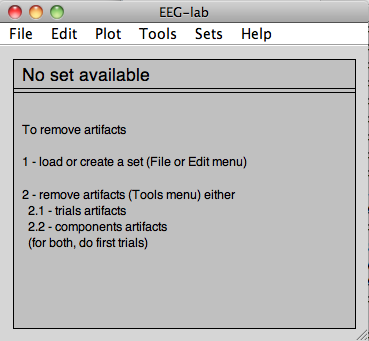 EEG-lab
File Edit Plot Tools Sets Help
No set available
To remove artifacts
1 - load or create a set (File or Edit menu)
2 - remove artifacts (Tools menu) either
2.1 - trials artifacts
2.2 - components artifacts
(for both, do first trials)